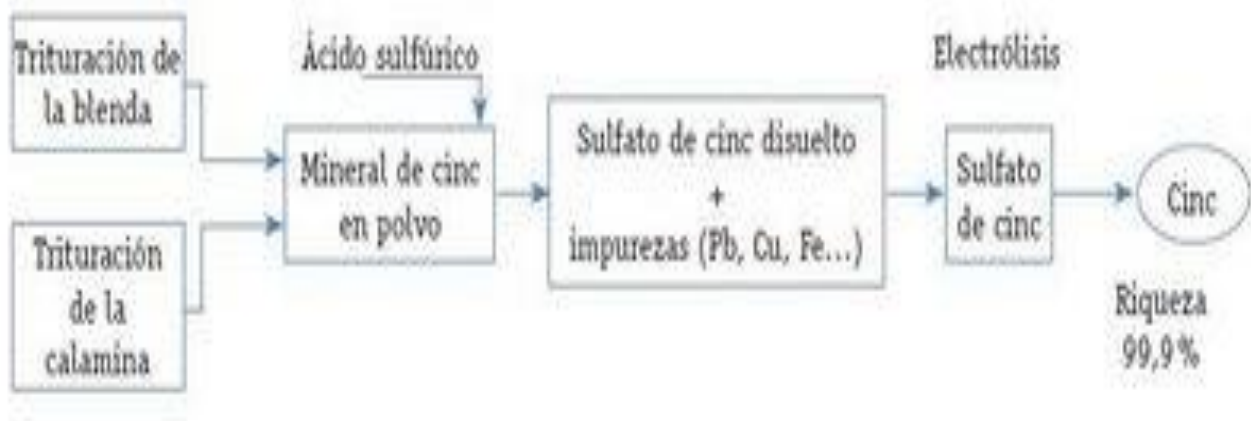 Trituración de
la blenda
Ácido sulfúrico
Electrólisis
Mineral de cinc
en polvo
Sulfato de cinc disuelto
+
impurezas (Pb, Cu, Fe...)
Sulfato
de cinc
Cinc
Trituración
de la
calamina
Riqueza
99,9%